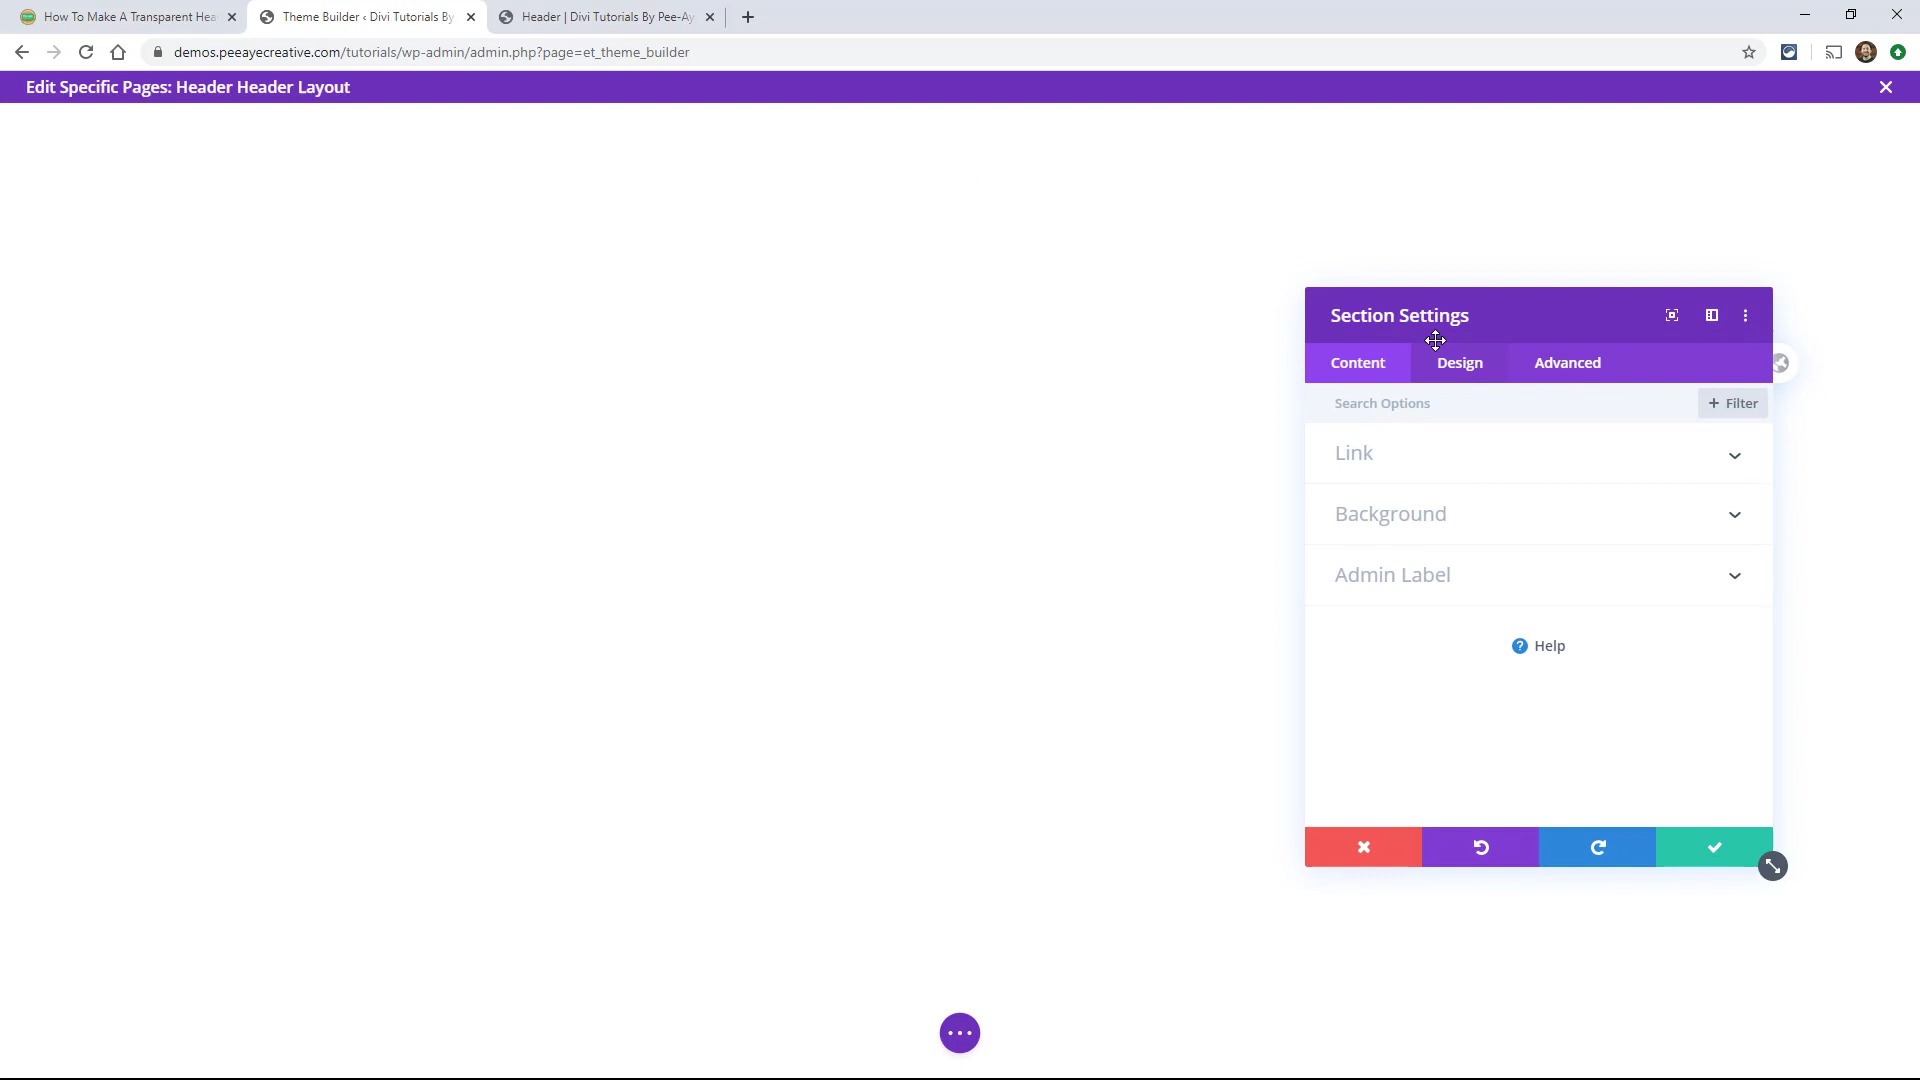 How To Make A Transparent Hea
Theme Builder ‹ Divi Tutorials By
Header | Divi Tutorials By Pee-Ay
demos.peeayecreative.com/tutorials/wp-admin/admin.php?page=et_theme_builder
Edit Specific Pages: Header Header Layout
Section Settings
Content Design Advanced
Search Options + Filter
Link
Background
Admin Label
? Help